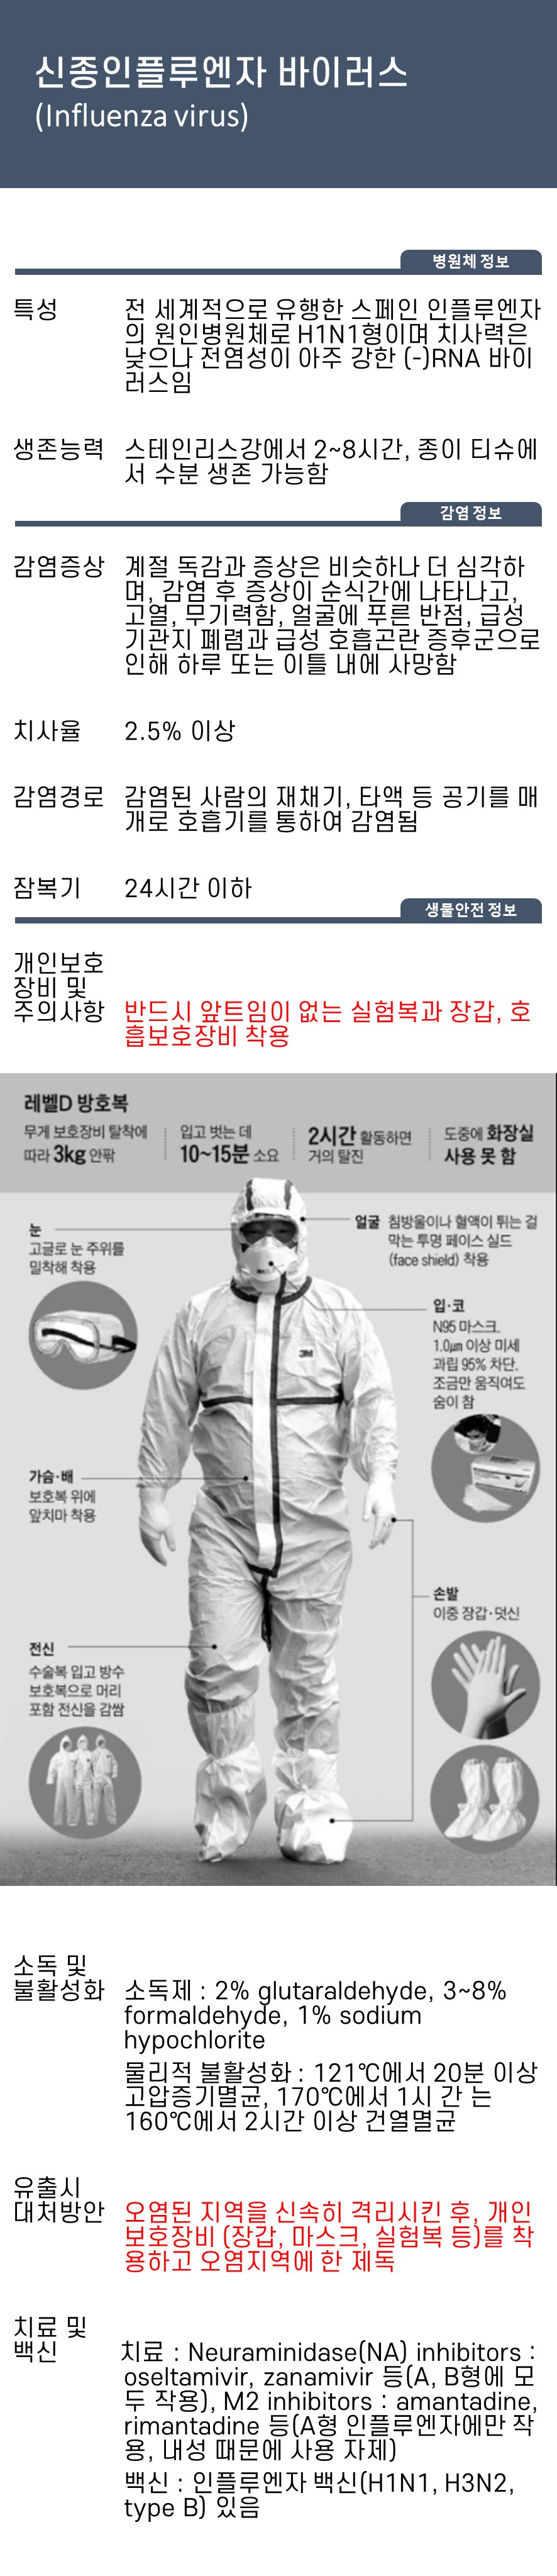 신종인플루엔자 바이러스
(Influenza virus)
병원체 정보
특성
전 세계적으로 유행한 스페인 인플루엔자
의 원인병원체로 H1N1형이며 치사력은
낮으나 전염성이 아주 강한 (-)RNA 바이
러스임
생존능력
스테인리스강에서 2~8시간, 종이 티슈에
서 수분 생존 가능함
감염 정보
감염증상
계절 독감과 증상은 비슷하나 더 심각하
며, 감염 후 증상이 순식간에 나타나고,
고열, 무기력함, 얼굴에 푸른 반점, 급성
기관지 폐렴과 급성 호흡곤란 증후군으로
인해 하루 또는 이틀 내에 사망함
치사율
2.5% 이상
감염경로
감염된 사람의 재채기, 타액 등 공기를 매
개로 호흡기를 통하여 감염됨
잠복기
24시간 이하
생물안전 정보
개인보호
장비 및
주의사항
반드시 앞트임이 없는 실험복과 장갑, 호
흡보호장비 착용
레벨D 방호복
무게 보호장비 탈착에
따라 3kg 안팎
입고 벗는 데
10~15분 소요
2시간 활동하면
거의 탈진
도중에 화장실
사용 못 함
눈
고글로 눈 주위를
밀착해 착용
얼굴 침방울이나 혈액이 튀는 걸
막는 투명 페이스 실드
(face shield) 착용
입·코
N95 마스크.
1.0㎛ 이상 미세
과립 95% 차단.
조금만 움직여도
숨이 참
3M
가슴·배
보호복 위에
앞치마 착용
손발
이중 장갑·덧신
전신
수술복 입고 방수
보호복으로 머리
포함 전신을 감쌈
소독 및
불활성화
소독제 : 2% glutaraldehyde, 3~8%
formaldehyde, 1% sodium
hypochlorite
물리적 불활성화 : 121℃에서 20분 이상
고압증기멸균, 170℃에서 1시 간 는
160℃에서 2시간 이상 건열멸균
유출시
대처방안
오염된 지역을 신속히 격리시킨 후, 개인
보호장비 (장갑, 마스크, 실험복 등)를 착
용하고 오염지역에 한 제독
치료 및
백신
치료 : Neuraminidase(NA) inhibitors :
oseltamivir, zanamivir 등(A, B형에 모
두 작용), M2 inhibitors : amantadine,
rimantadine 등(A형 인플루엔자에만 작
용, 내성 때문에 사용 자제)
백신 : 인플루엔자 백신(H1N1, H3N2,
type B) 있음